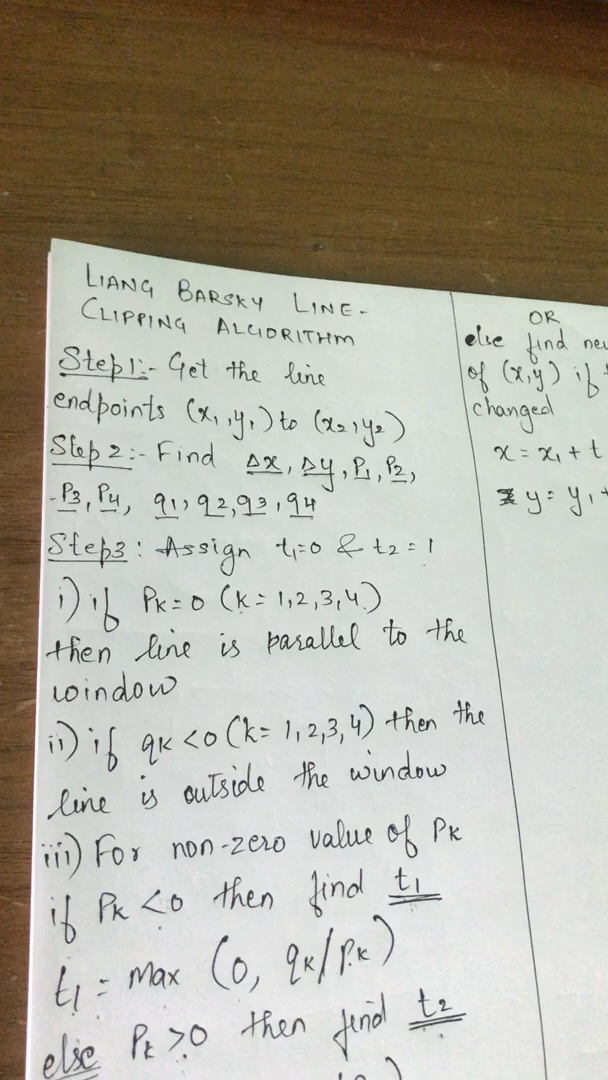 LIANG BARSKY LINE-
CLIPPING ALGORITHM
Step1:- Get the line
endpoints (x₁,y₁) to (x₂,y₂)
Step 2:- Find Δx, Δy, P₁, P₂,
P₃, P₄, q₁, q₂, q₃, q₄
Step3: Assign t₁=0 & t₂ = 1
i) if Pₖ=0 (k=1,2,3,4)
then line is parallel to the
window
ii) if qₖ <0 (k= 1,2,3,4) then the
line is outside the window
iii) For non-zero value of Pₖ
if Pₖ <0 then find t₁
t₁ = max (0, qₖ/pₖ)
else Pₖ >0 then find t₂
OR
else find
of (x,y) if
changed
x = x₁ + t
y = y₁ +